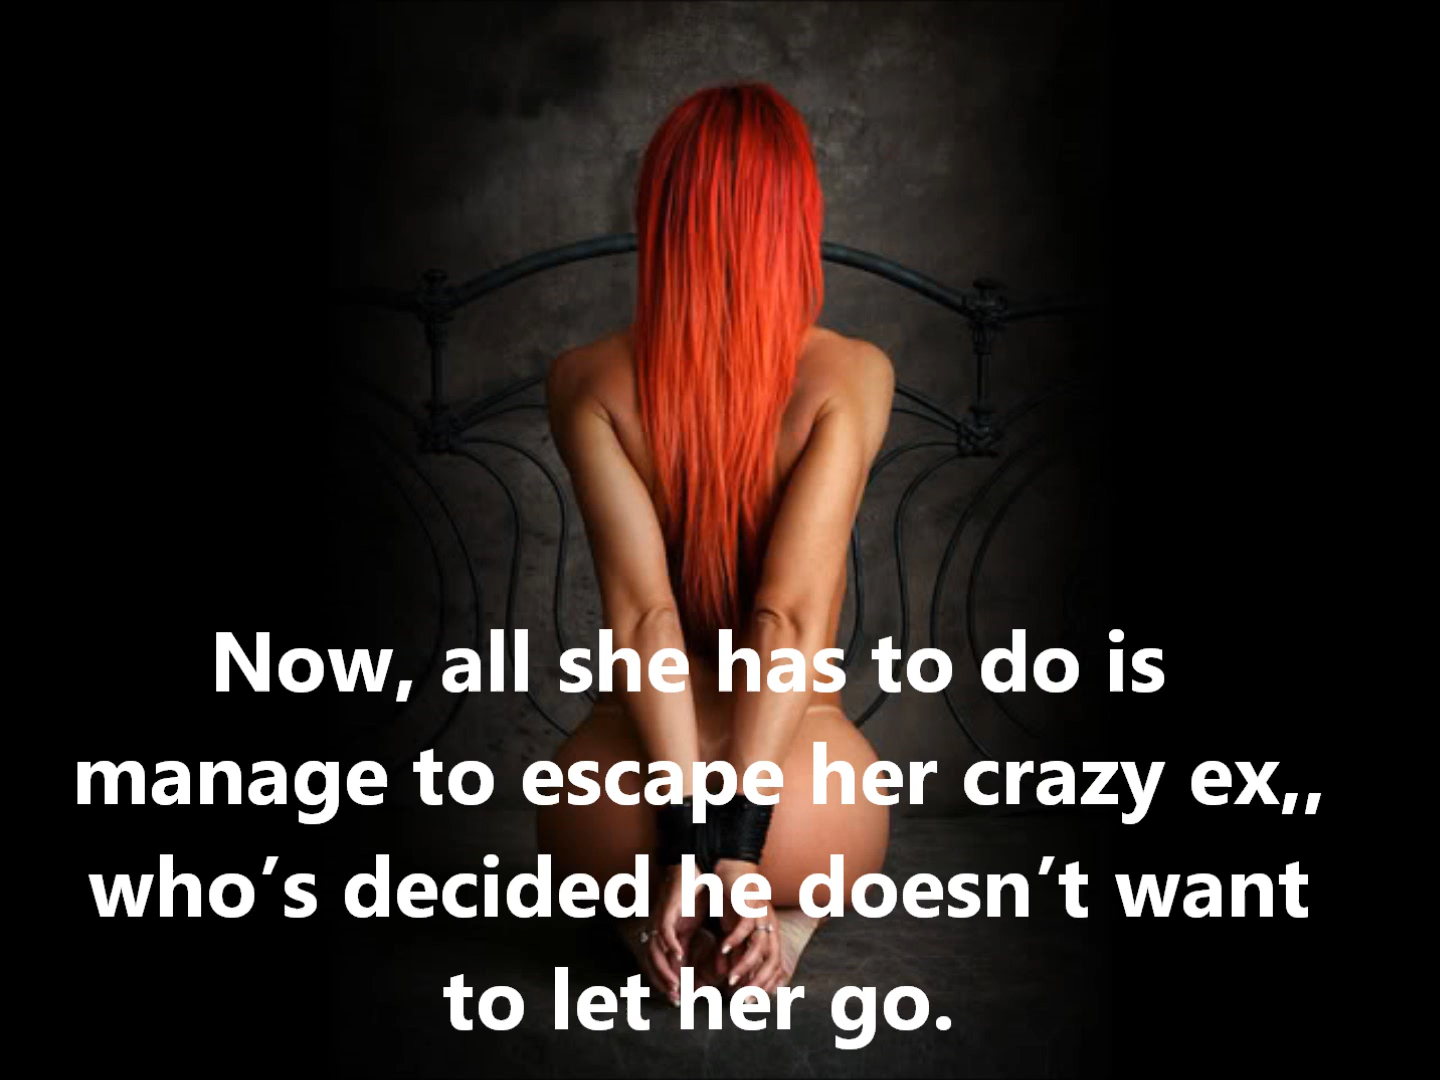 Now, all she has to do is
manage to escape her crazy ex,,
who’s decided he doesn’t want
to let her go.